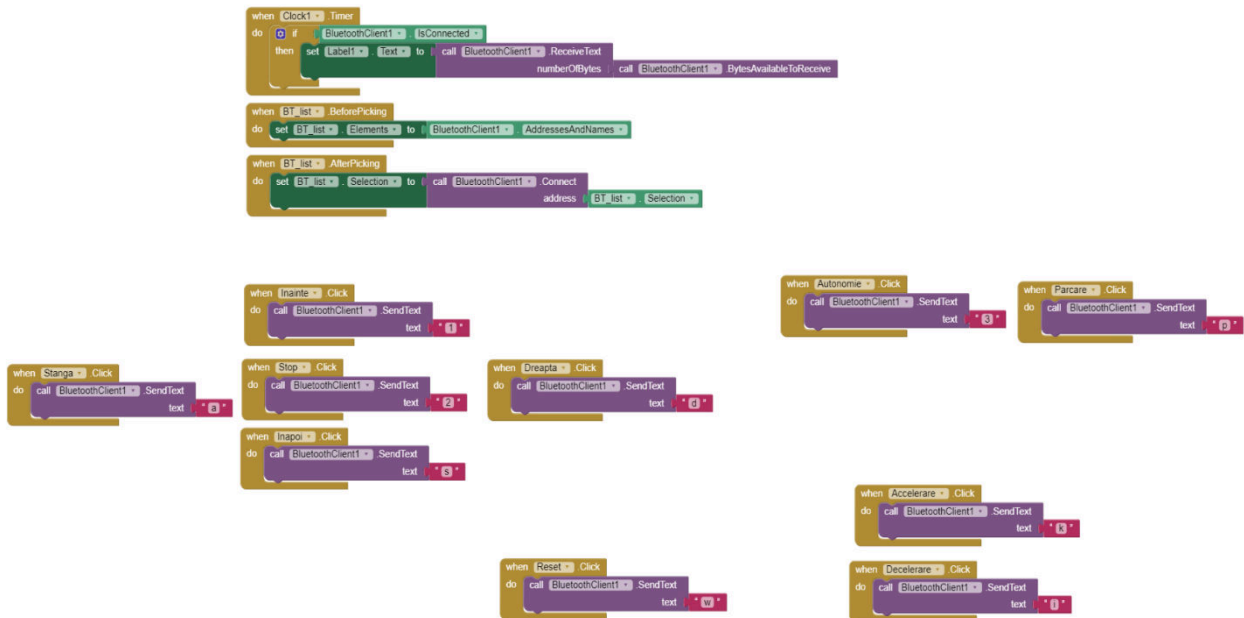 when Clock1 .Timer
do if BluetoothClient1 . IsConnected
then set Label1 . Text to call BluetoothClient1 .ReceiveText
numberOfBytes call BluetoothClient1 .BytesAvailableToReceive
when BT_list .BeforePicking
do set BT_list . Elements to BluetoothClient1 . AddressesAndNames
when BT_list .AfterPicking
do set BT_list . Selection to call BluetoothClient1 .Connect
address BT_list . Selection
when Inainte .Click
do call BluetoothClient1 .SendText
text " 1 "
when Autonomie .Click
do call BluetoothClient1 .SendText
text " 3 "
when Parcare .Click
do call BluetoothClient1 .SendText
text " p "
when Stanga .Click
do call BluetoothClient1 .SendText
text " a "
when Stop .Click
do call BluetoothClient1 .SendText
text " 2 "
when Dreapta .Click
do call BluetoothClient1 .SendText
text " d "
when Inapoi .Click
do call BluetoothClient1 .SendText
text " s "
when Accelerare .Click
do call BluetoothClient1 .SendText
text " k "
when Reset .Click
do call BluetoothClient1 .SendText
text " w "
when Decelerare .Click
do call BluetoothClient1 .SendText
text